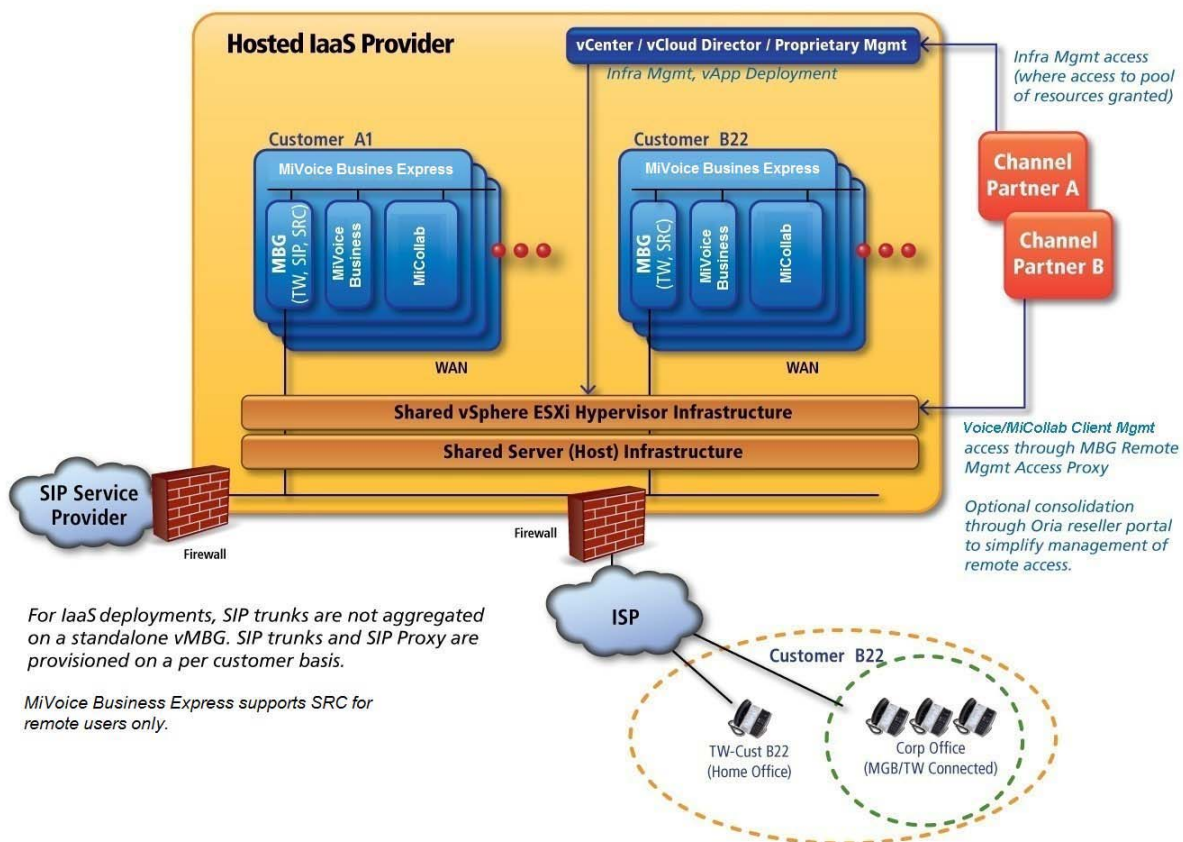 Hosted IaaS Provider
vCenter / vCloud Director / Proprietary Mgmt
Infra Mgmt, vApp Deployment
Infra Mgmt access
(where access to pool
of resources granted)
Customer A1
MiVoice Busines Express
MBG
(TW, SIP, SRC)
MiVoice
Business
MiCollab
WAN
Customer B22
MiVoice Busines Express
MBG
(TW, SRC)
MiVoice
Business
MiCollab
WAN
Channel
Partner A
Channel
Partner B
Shared vSphere ESXi Hypervisor Infrastructure
Shared Server (Host) Infrastructure
Voice/MiCollab Client Mgmt
access through MBG Remote
Mgmt Access Proxy
Optional consolidation
through Oria reseller portal
to simplify management of
remote access.
SIP Service
Provider
Firewall
Firewall
ISP
For IaaS deployments, SIP trunks are not aggregated
on a standalone vMBG. SIP trunks and SIP Proxy are
provisioned on a per customer basis.
MiVoice Business Express supports SRC for
remote users only.
Customer B22
TW-Cust B22
(Home Office)
Corp Office
(MGB/TW Connected)